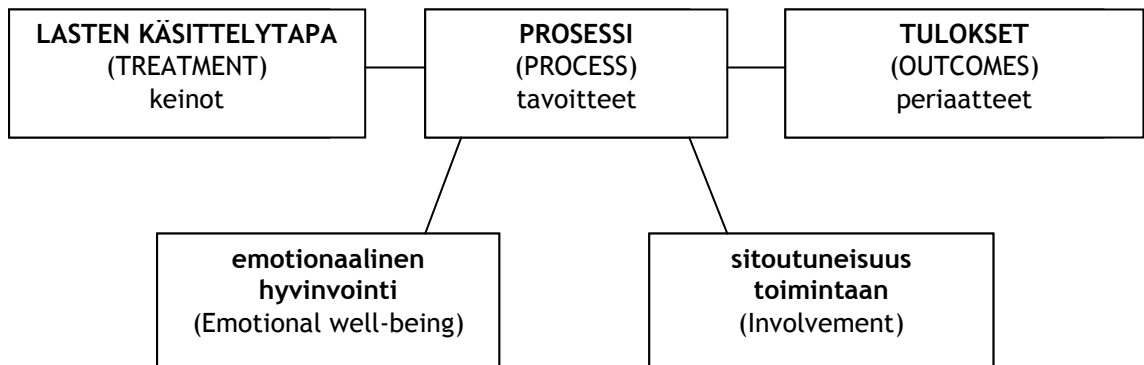 LASTEN KÄSITTELYTAPA
(TREATMENT)
keinot
PROSESSI
(PROCESS)
tavoitteet
TULOKSET
(OUTCOMES)
periaatteet
emotionaalinen
hyvinvointi
(Emotional well-being)
sitoutuneisuus
toimintaan
(Involvement)